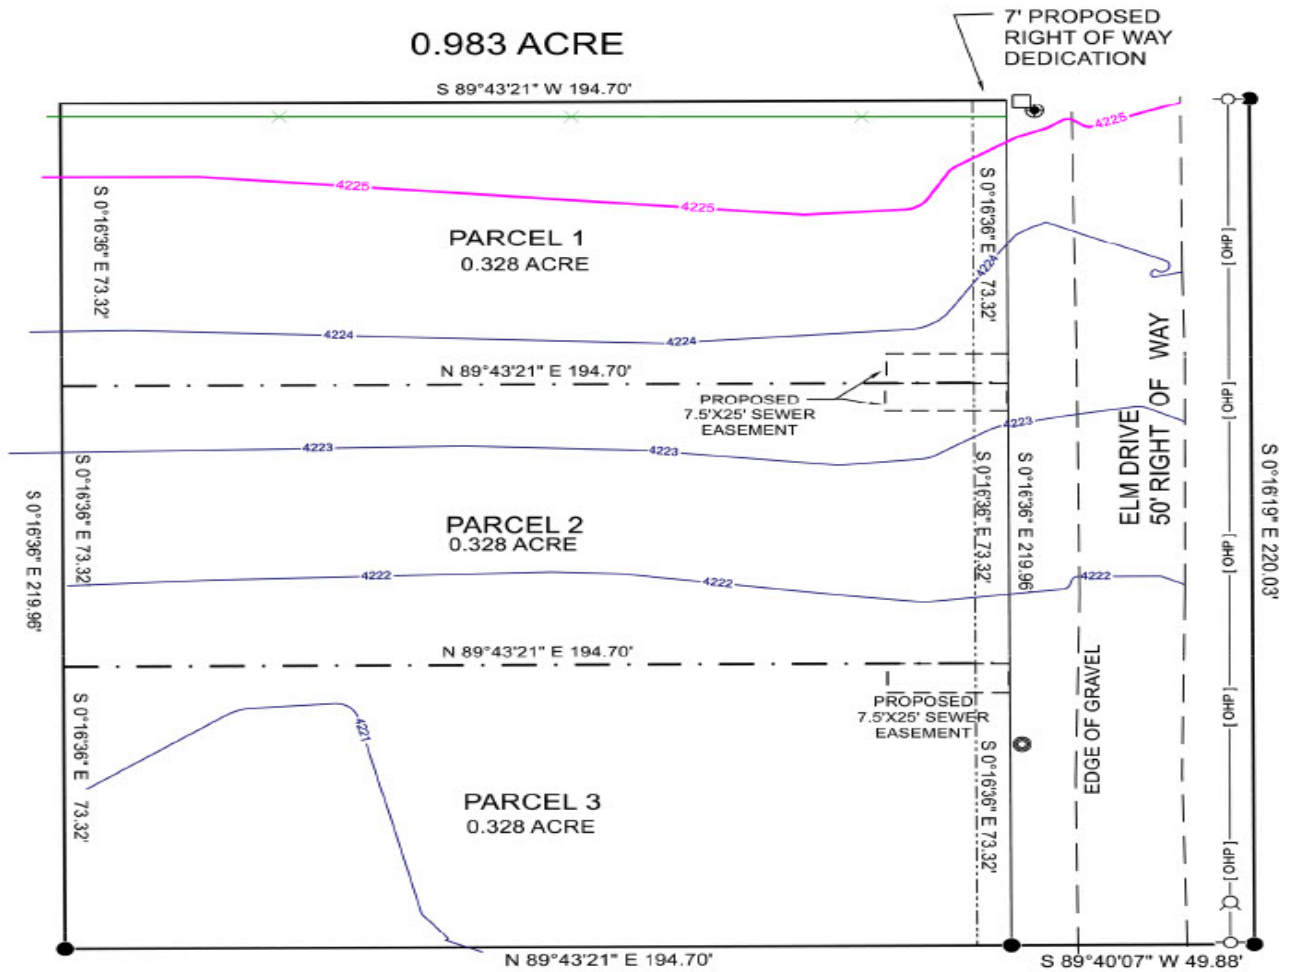 7' PROPOSED
RIGHT OF WAY
DEDICATION
0.983 ACRE
S 89°43'21" W 194.70'
4225
4225
4225
S 0°16'36" E 73.32'
S 0°16'36" E 73.32'
PARCEL 1
0.328 ACRE
4224
4224
4224
[OHP]
N 89°43'21" E 194.70'
PROPOSED
7.5'X25' SEWER
EASEMENT
4223
4223
4223
[OHP]
ELM DRIVE
50' RIGHT OF WAY
S 0°16'36" E 219.96'
S 0°16'36" E 73.32'
PARCEL 2
0.328 ACRE
S 0°16'36" E 73.32'
S 0°16'36" E 219.96'
S 0°16'19" E 220.03'
4222
4222
4222
[OHP]
N 89°43'21" E 194.70'
PROPOSED
7.5'X25' SEWER
EASEMENT
EDGE OF GRAVEL
[OHP]
4221
S 0°16'36" E 73.32'
PARCEL 3
0.328 ACRE
S 0°16'36" E 73.32'
[OHP]
N 89°43'21" E 194.70'
S 89°40'07" W 49.88'